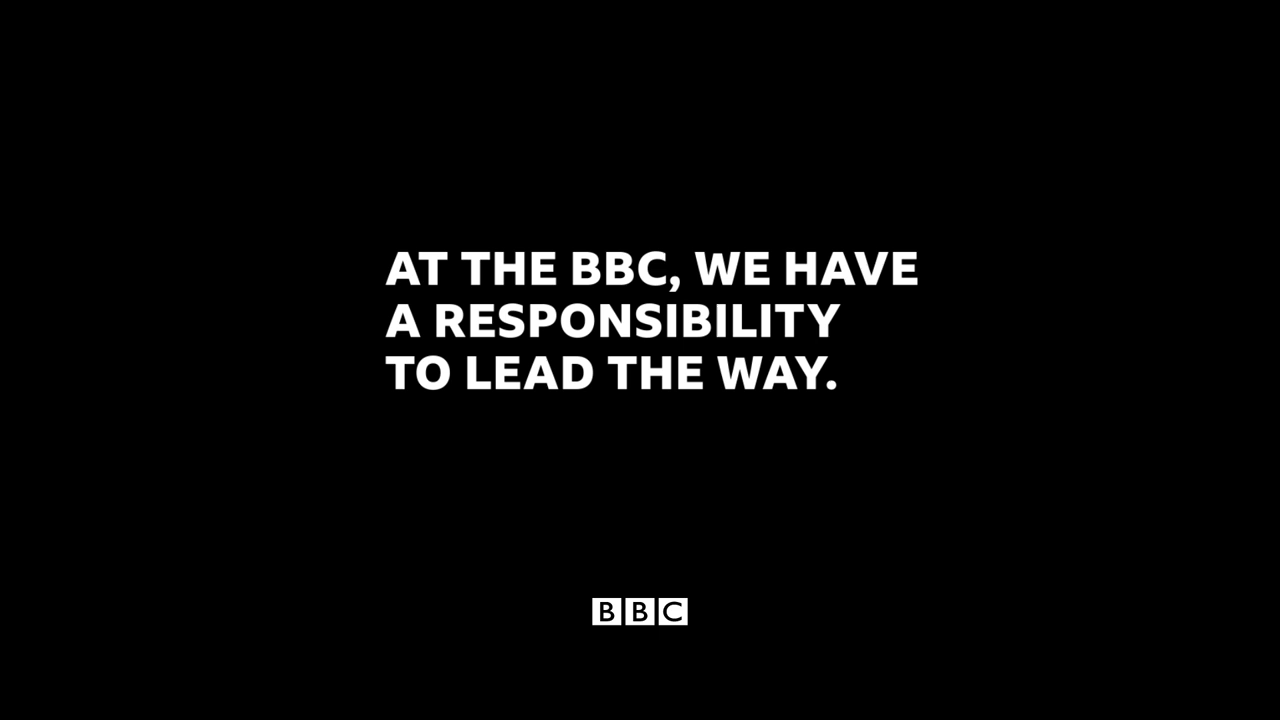 AT THE BBC, WE HAVE
A RESPONSIBILITY
TO LEAD THE WAY.
BBC